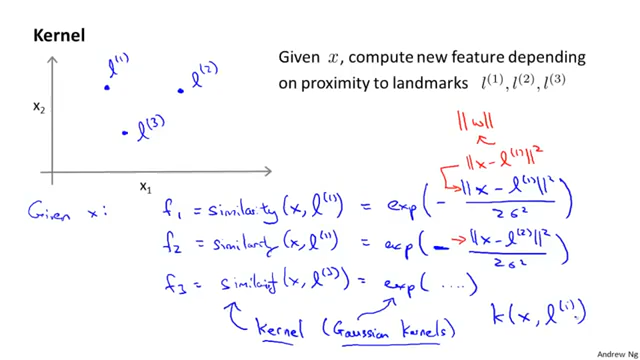 Kernel
Given x, compute new feature depending
on proximity to landmarks l^(1), l^(2), l^(3)
l^(1)
l^(2)
l^(3)
x₂
x₁
||w||
||x - l^(1)||²
Given x:
f₁ = similarity(x, l^(1)) = exp(- ||x - l^(1)||² / 2σ²)
f₂ = similarity(x, l^(1)) = exp(- ||x - l^(2)||² / 2σ²)
f₃ = similarity(x, l^(3)) = exp( .... )
kernel (Gaussian kernels)
k(x, l^(i))
Andrew Ng